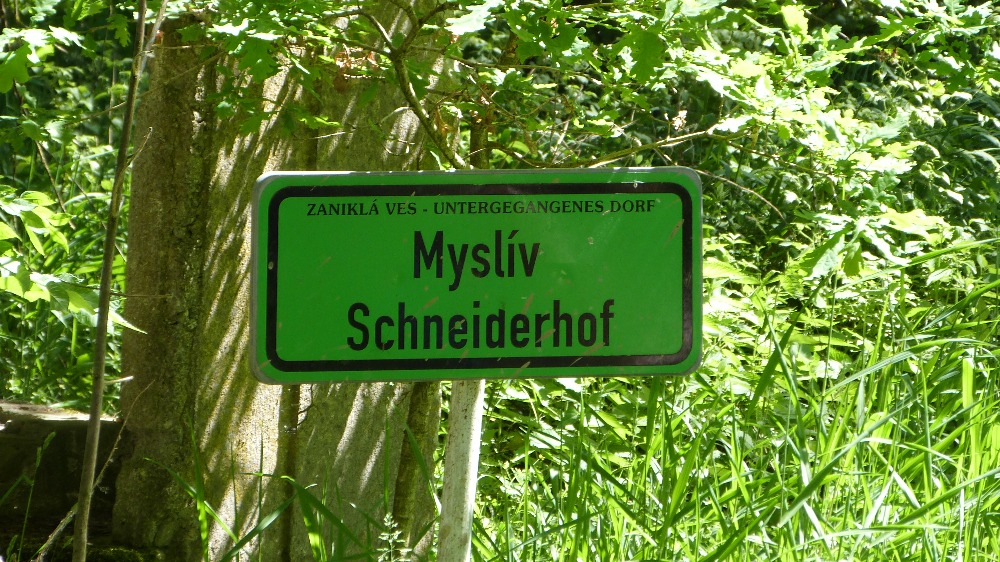 ZANIKLÁ VES - UNTERGEGANGENES DORF
Myslív
Schneiderhof